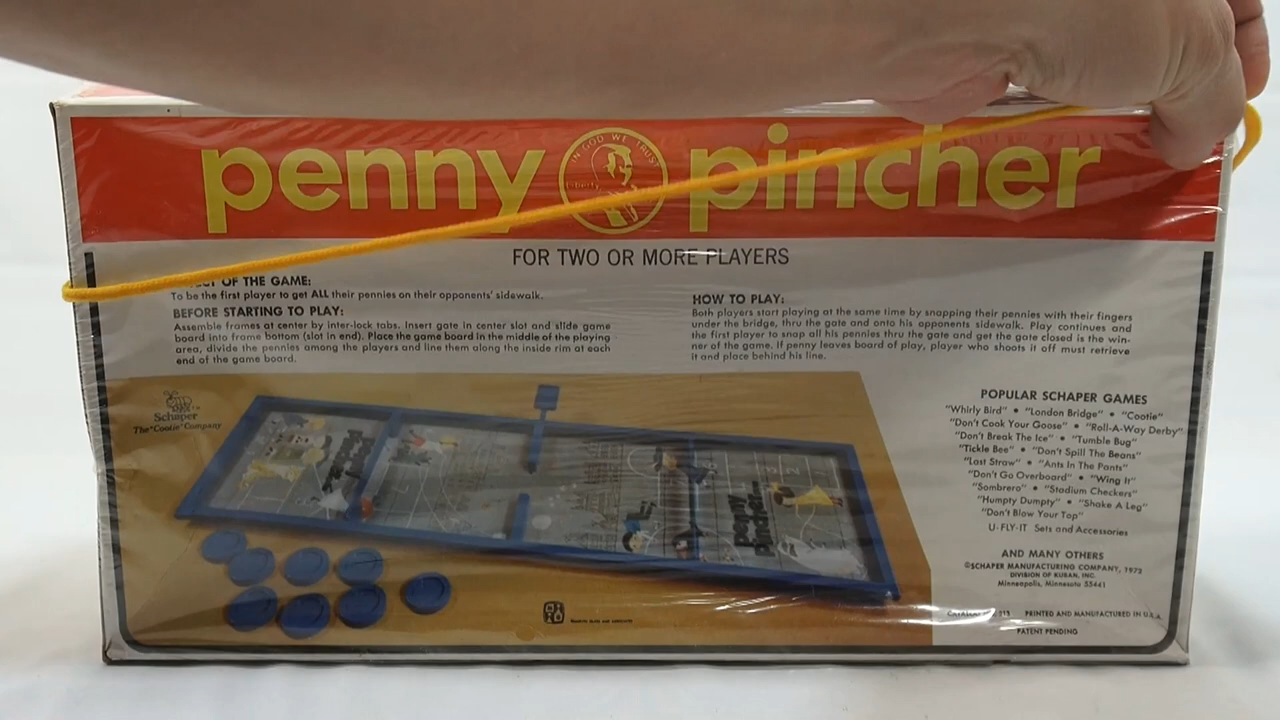 penny pincher
IN GOD WE TRUST
Liberty
FOR TWO OR MORE PLAYERS
OF THE GAME:
To be the first player to get ALL their pennies on their opponents' sidewalk.
BEFORE STARTING TO PLAY:
Assemble frames at center by inter-lock tabs. Insert gate in center slot and slide game
board into frame bottom (slot in end). Place the game board in the middle of the playing
area, divide the pennies among the players and line them along the inside rim at each
end of the game board.
HOW TO PLAY:
Both players start playing at the same time by snapping their pennies with their fingers
under the bridge, thru the gate and onto his opponents sidewalk. Play continues and
the first player to snap all his pennies thru the gate and get the gate closed is the win-
ner of the game. If penny leaves board of play, player who shoots it off must retrieve
it and place behind his line.
Schaper
The "Cootie" Company
penny
pincher
POPULAR SCHAPER GAMES
"Whirly Bird" • "London Bridge" • "Cootie"
"Don't Cook Your Goose" • "Roll-A-Way Derby"
"Don't Break The Ice" • "Tumble Bug"
"Tickle Bee" • "Don't Spill The Beans"
"Last Straw" • "Ants In The Pants"
"Don't Go Overboard" • "Wing It"
"Sombrero" • "Stadium Checkers"
"Humpty Dumpty" • "Shake A Leg"
"Don't Blow Your Top"
U-FLY-IT Sets and Accessories
AND MANY OTHERS
©SCHAPER MANUFACTURING COMPANY, 1972
DIVISION OF KUSAN, INC.
Minneapolis, Minnesota 55441
PRINTED AND MANUFACTURED IN U.S.A.
PATENT PENDING